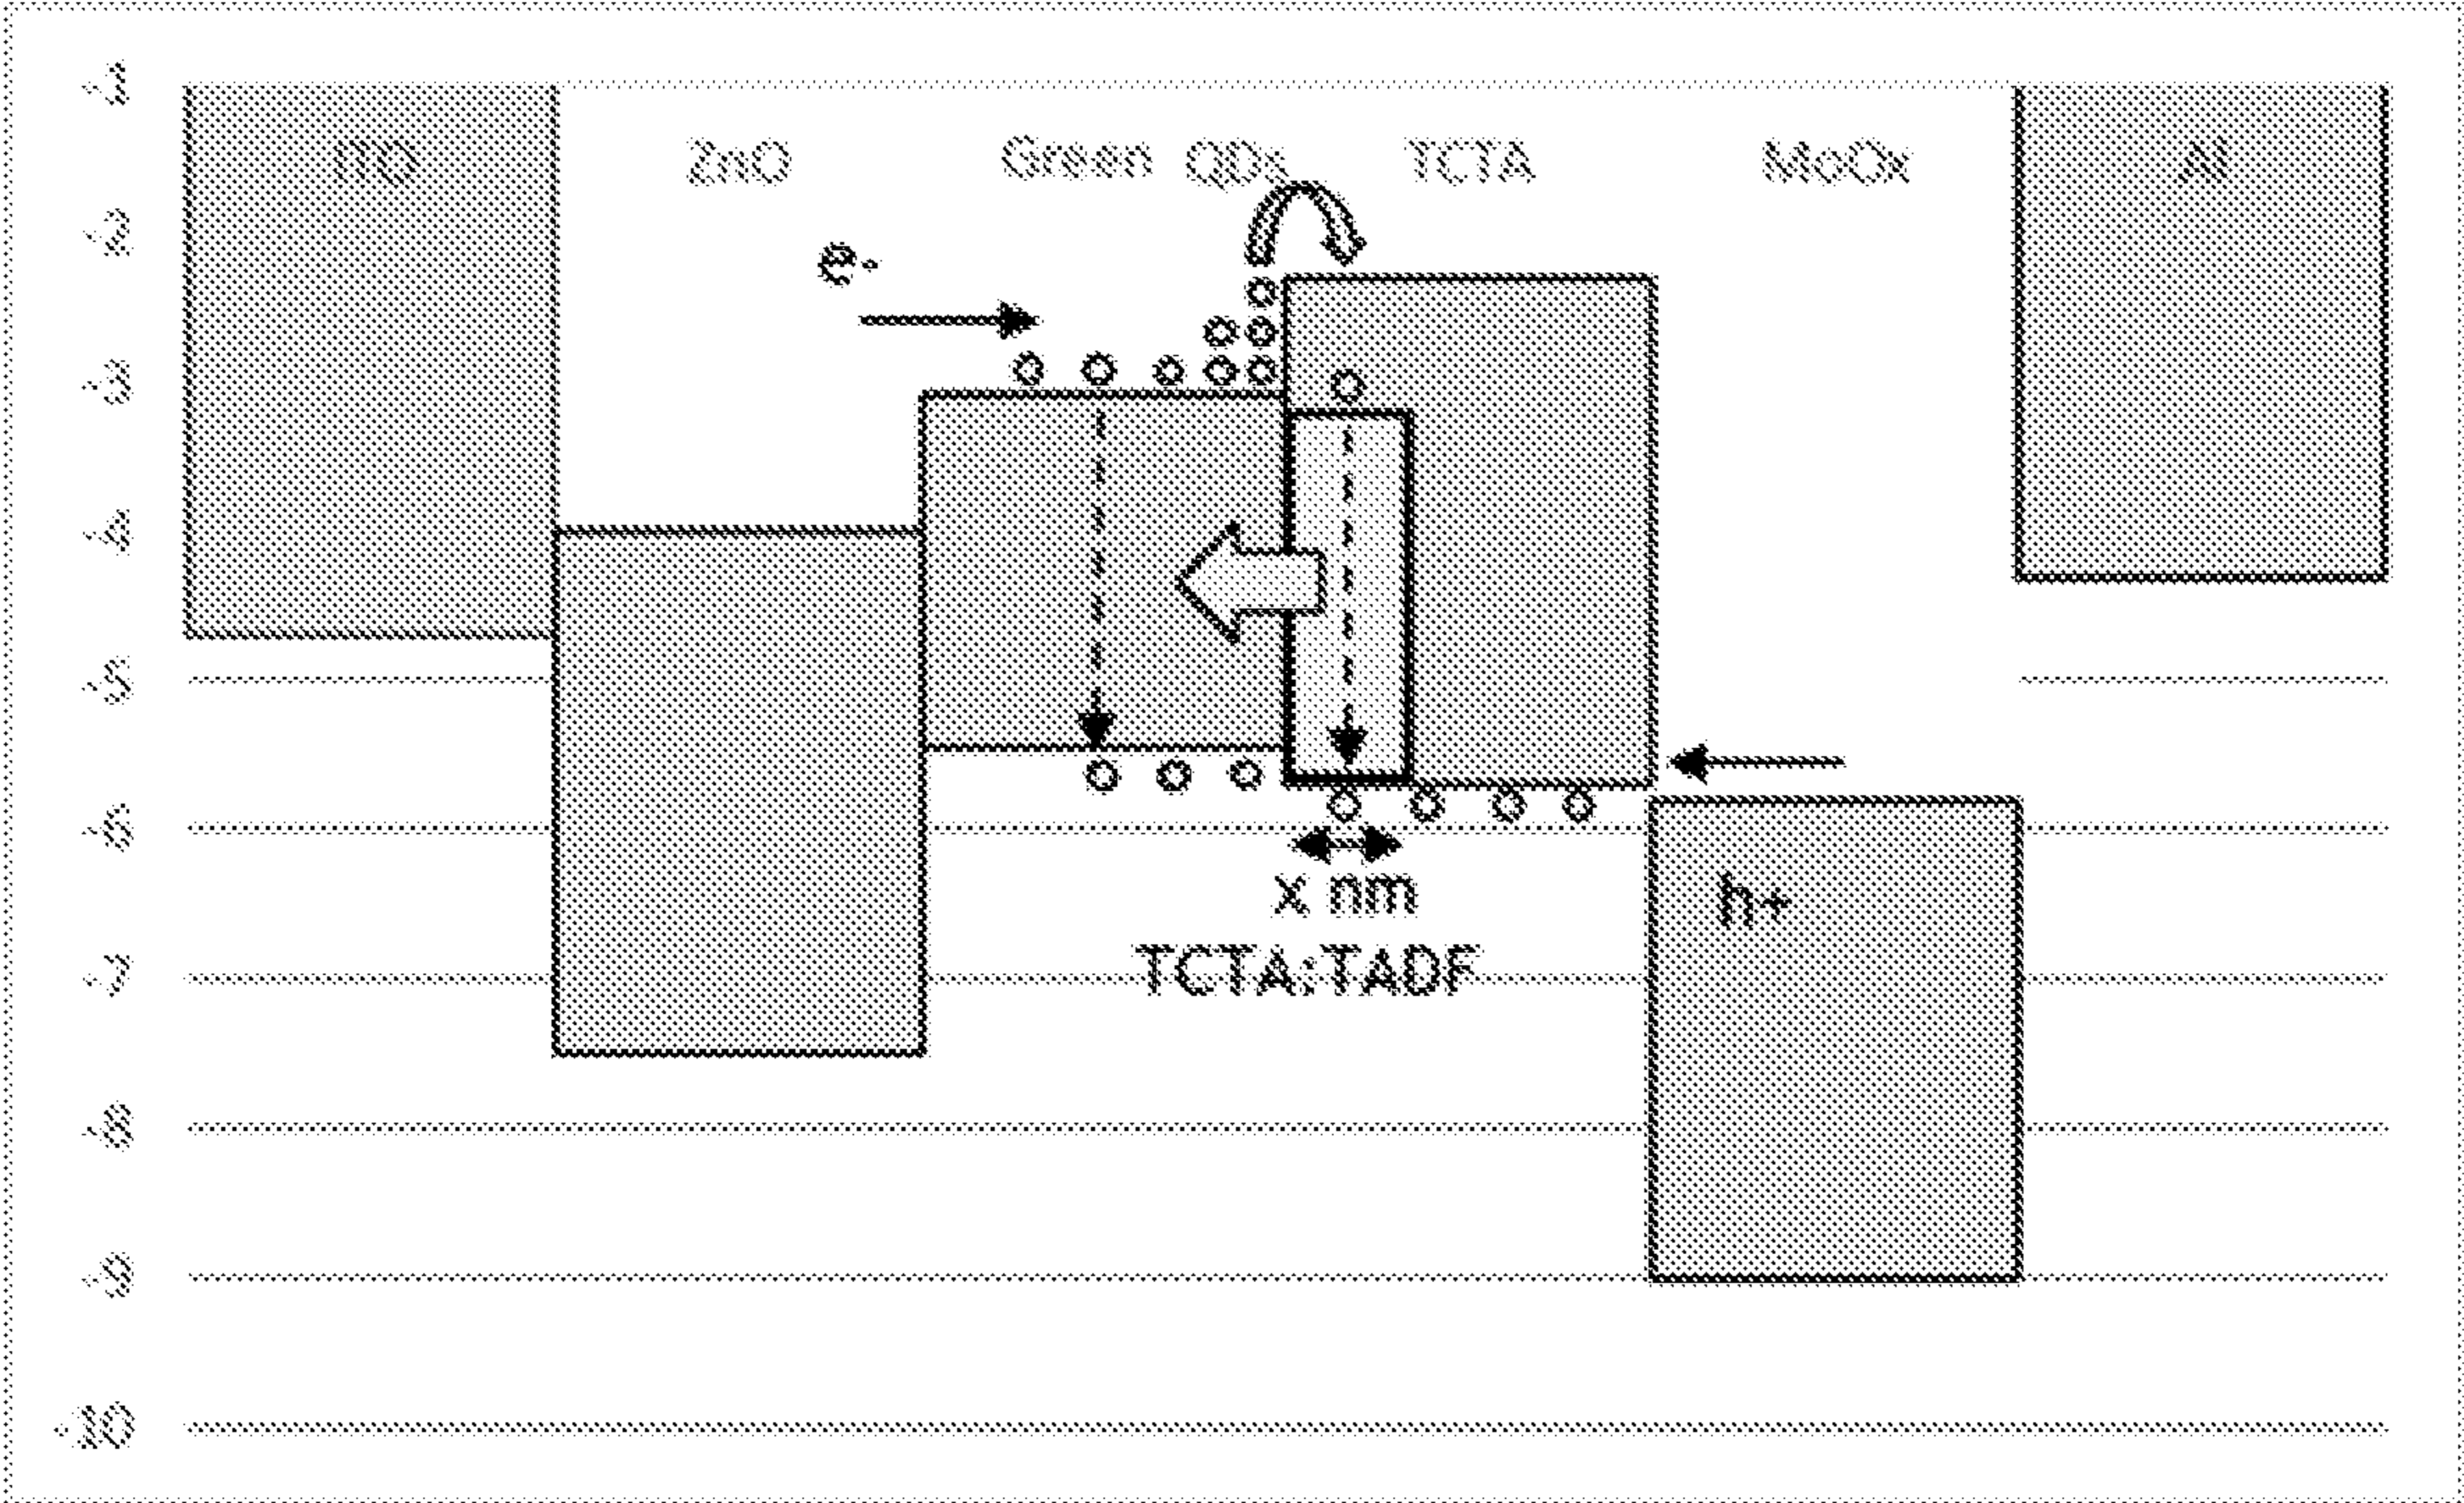 -1
ITO ZnO Green QDs TCTA MoOx Al
-2
e-
-3
-4
-5
-6
x nm
h+
TCTA:TADF
-7
-8
-9
-10